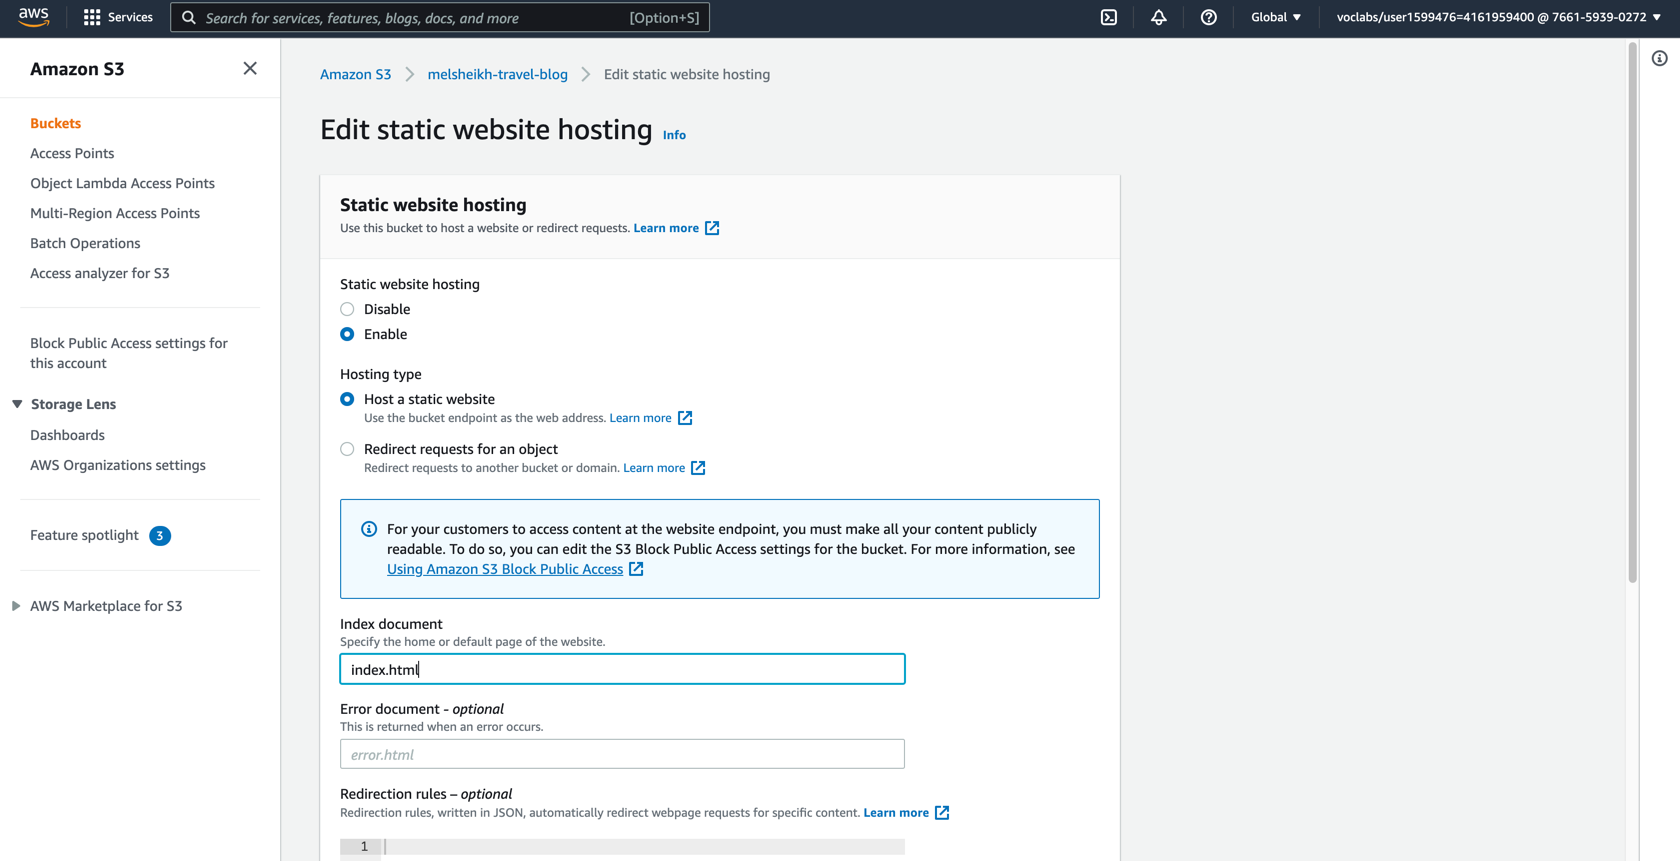 aws
Services
Search for services, features, blogs, docs, and more
[Option+S]
Global
voclabs/user1599476=4161959400 @ 7661-5939-0272
Amazon S3
Buckets
Access Points
Object Lambda Access Points
Multi-Region Access Points
Batch Operations
Access analyzer for S3
Block Public Access settings for
this account
Storage Lens
Dashboards
AWS Organizations settings
Feature spotlight 3
AWS Marketplace for S3
Amazon S3 > melsheikh-travel-blog > Edit static website hosting
Edit static website hosting Info
Static website hosting
Use this bucket to host a website or redirect requests. Learn more
Static website hosting
Disable
Enable
Hosting type
Host a static website
Use the bucket endpoint as the web address. Learn more
Redirect requests for an object
Redirect requests to another bucket or domain. Learn more
For your customers to access content at the website endpoint, you must make all your content publicly
readable. To do so, you can edit the S3 Block Public Access settings for the bucket. For more information, see
Using Amazon S3 Block Public Access
Index document
Specify the home or default page of the website.
index.html
Error document - optional
This is returned when an error occurs.
error.html
Redirection rules – optional
Redirection rules, written in JSON, automatically redirect webpage requests for specific content. Learn more
1